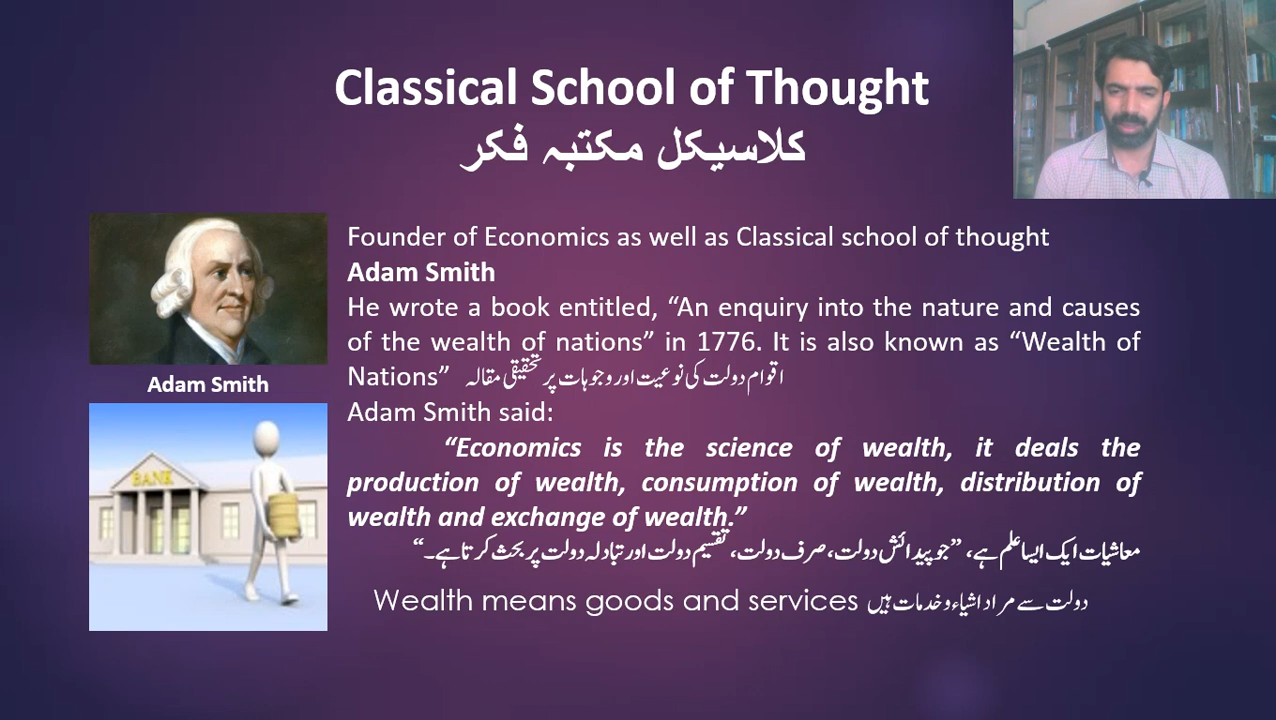 Classical School of Thought
کلاسیکل مکتبہ فکر
Founder of Economics as well as Classical school of thought
Adam Smith
He wrote a book entitled, “An enquiry into the nature and causes
of the wealth of nations” in 1776. It is also known as “Wealth of
Nations” اقوام دولت کی نوعیت اور وجوہات پر تحقیقی مقالہ
Adam Smith said:
“Economics is the science of wealth, it deals the
production of wealth, consumption of wealth, distribution of
wealth and exchange of wealth.”
معاشیات ایک ایسا علم ہے، ”جو پیدائش دولت، صرف دولت، تقسیم دولت اور تبادلہ دولت پر بحث کرتا ہے۔“
Wealth means goods and services دولت سے مراد اشیاء و خدمات ہیں
Adam Smith
BANK